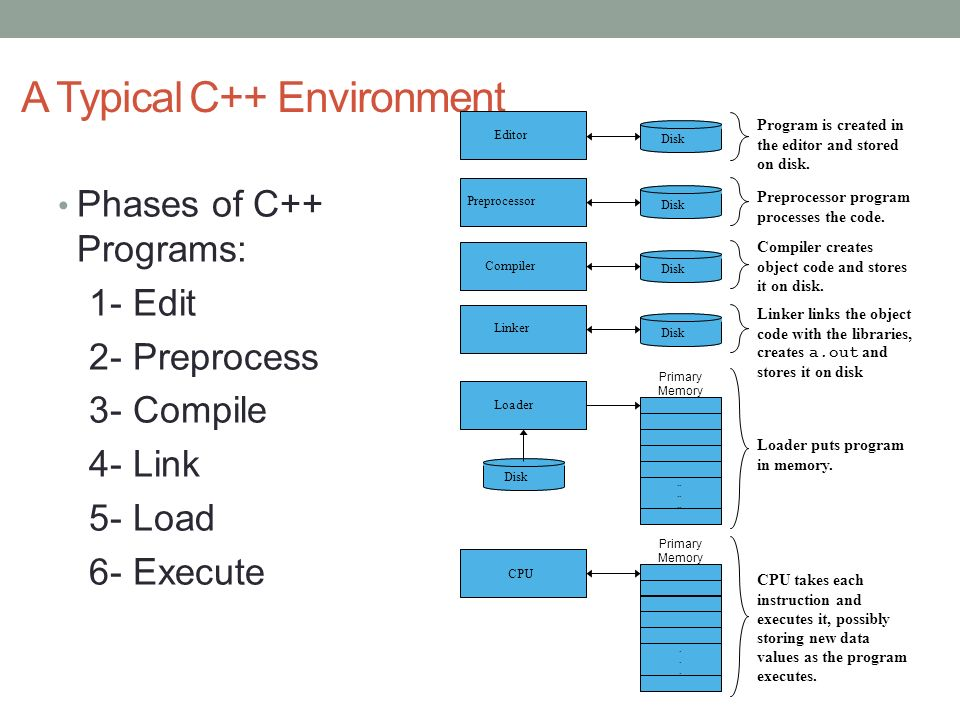 A Typical C++ Environment
• Phases of C++
Programs:
1- Edit
2- Preprocess
3- Compile
4- Link
5- Load
6- Execute
Editor
Disk
Program is created in
the editor and stored
on disk.
Preprocessor
Disk
Preprocessor program
processes the code.
Compiler
Disk
Compiler creates
object code and stores
it on disk.
Linker
Disk
Linker links the object
code with the libraries,
creates a.out and
stores it on disk
Loader
Disk
Primary
Memory
..
..
..
Loader puts program
in memory.
CPU
Primary
Memory
.
.
.
CPU takes each
instruction and
executes it, possibly
storing new data
values as the program
executes.